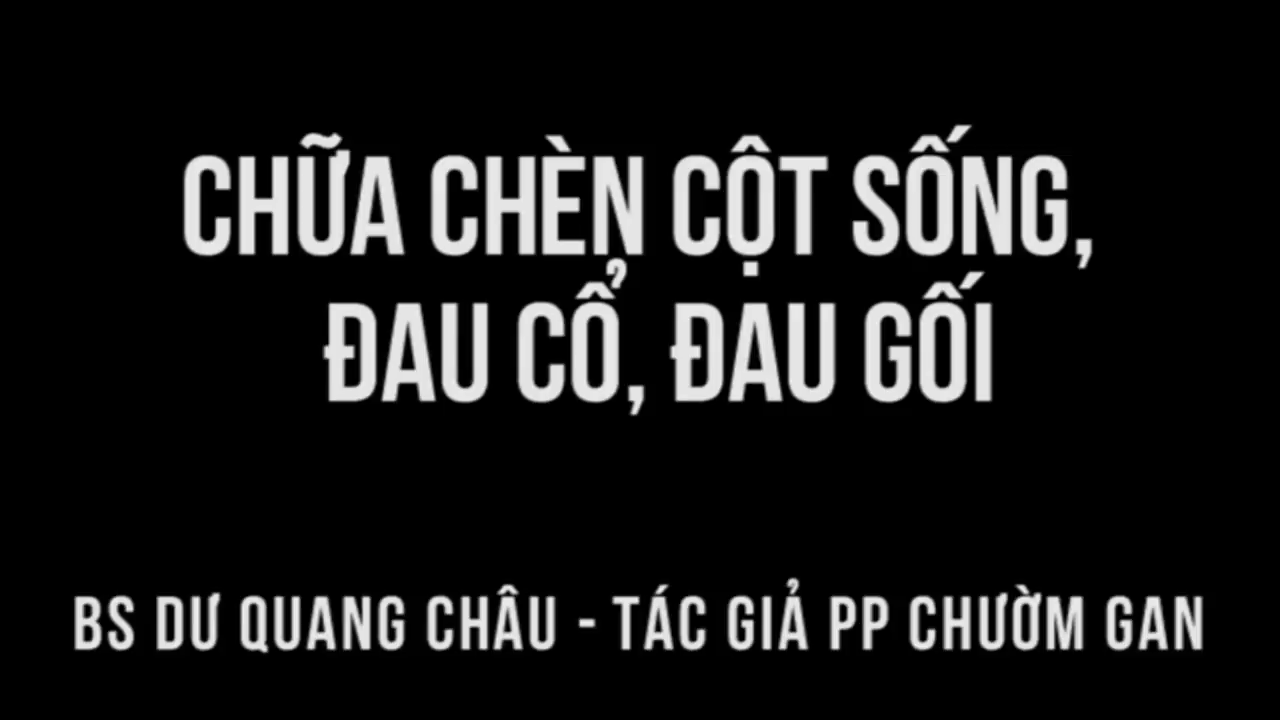 CHỮA CHÈN CỘT SỐNG,
ĐAU CỔ, ĐAU GỐI
BS DƯ QUANG CHÂU - TÁC GIẢ PP CHƯỜM GAN